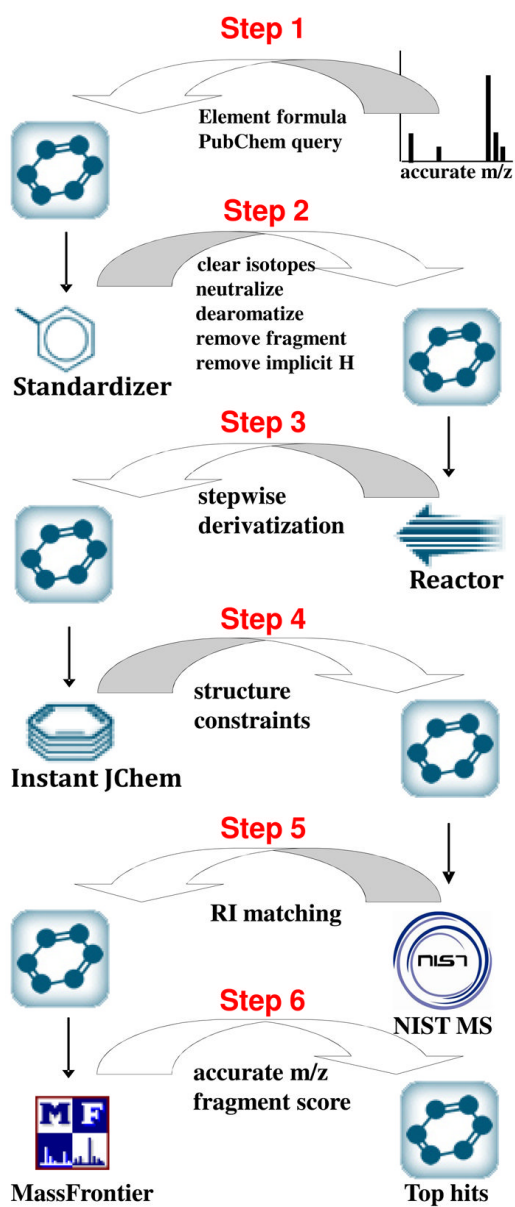 Step 1
Element formula
PubChem query
accurate m/z
Step 2
clear isotopes
neutralize
dearomatize
remove fragment
remove implicit H
Standardizer
Step 3
stepwise
derivatization
Reactor
Step 4
structure
constraints
Instant JChem
Step 5
RI matching
NIST
NIST MS
Step 6
accurate m/z
fragment score
M F
MassFrontier
Top hits